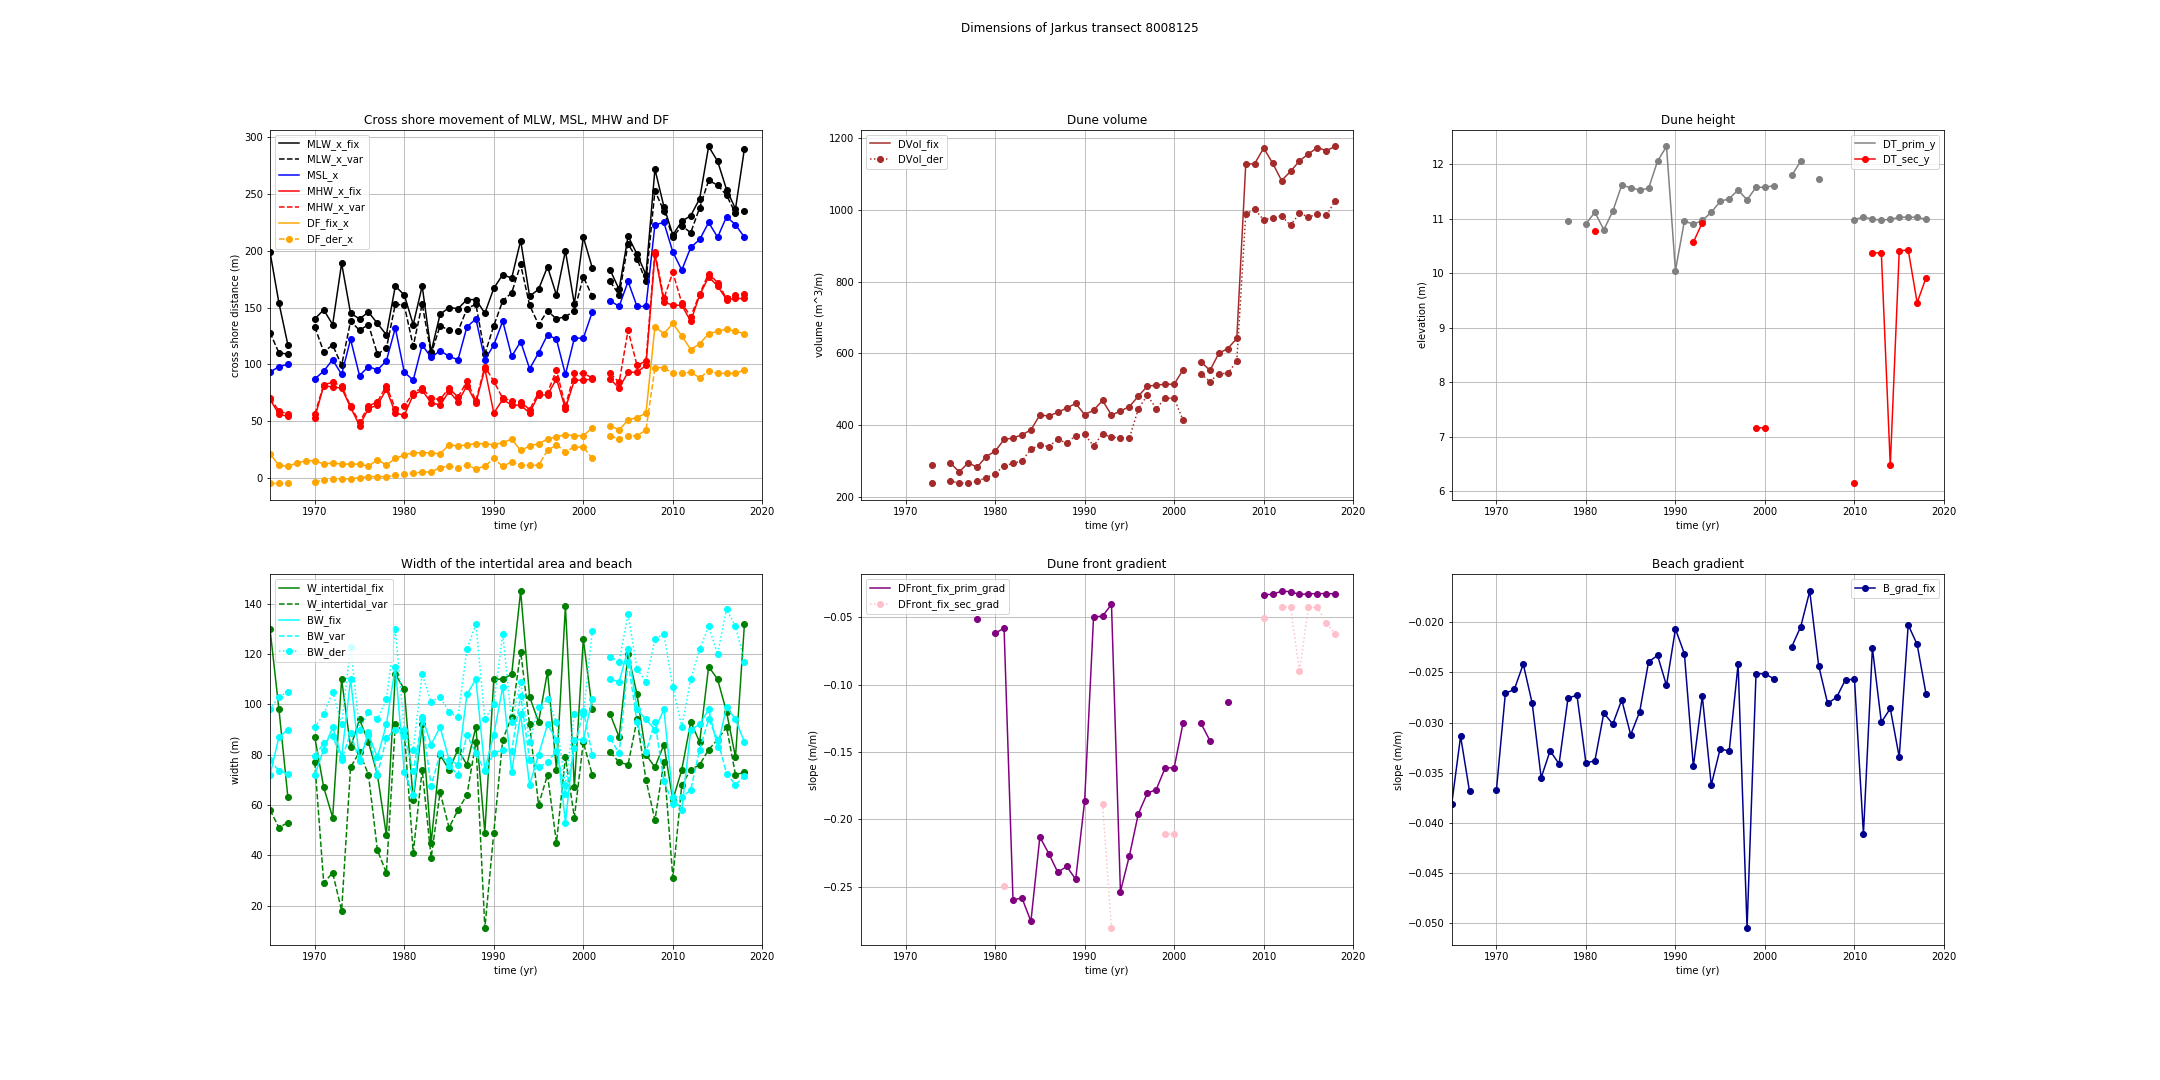 Dimensions of Jarkus transect 8008125
Cross shore movement of MLW, MSL, MHW and DF
300
250
200
150
100
50
0
cross shore distance (m)
MLW_x_fix
MLW_x_var
MSL_x
MHW_x_fix
MHW_x_var
DF_fix_x
DF_der_x
1970 1980 1990 2000 2010 2020
time (yr)
Dune volume
1200
1000
800
600
400
200
volume (m^3/m)
DVol_fix
DVol_der
1970 1980 1990 2000 2010 2020
time (yr)
Dune height
12
11
10
9
8
7
6
elevation (m)
DT_prim_y
DT_sec_y
1970 1980 1990 2000 2010 2020
time (yr)
Width of the intertidal area and beach
140
120
100
80
60
40
20
width (m)
W_intertidal_fix
W_intertidal_var
BW_fix
BW_var
BW_der
1970 1980 1990 2000 2010 2020
time (yr)
Dune front gradient
−0.05
−0.10
−0.15
−0.20
−0.25
slope (m/m)
DFront_fix_prim_grad
DFront_fix_sec_grad
1970 1980 1990 2000 2010 2020
time (yr)
Beach gradient
−0.020
−0.025
−0.030
−0.035
−0.040
−0.045
−0.050
slope (m/m)
B_grad_fix
1970 1980 1990 2000 2010 2020
time (yr)